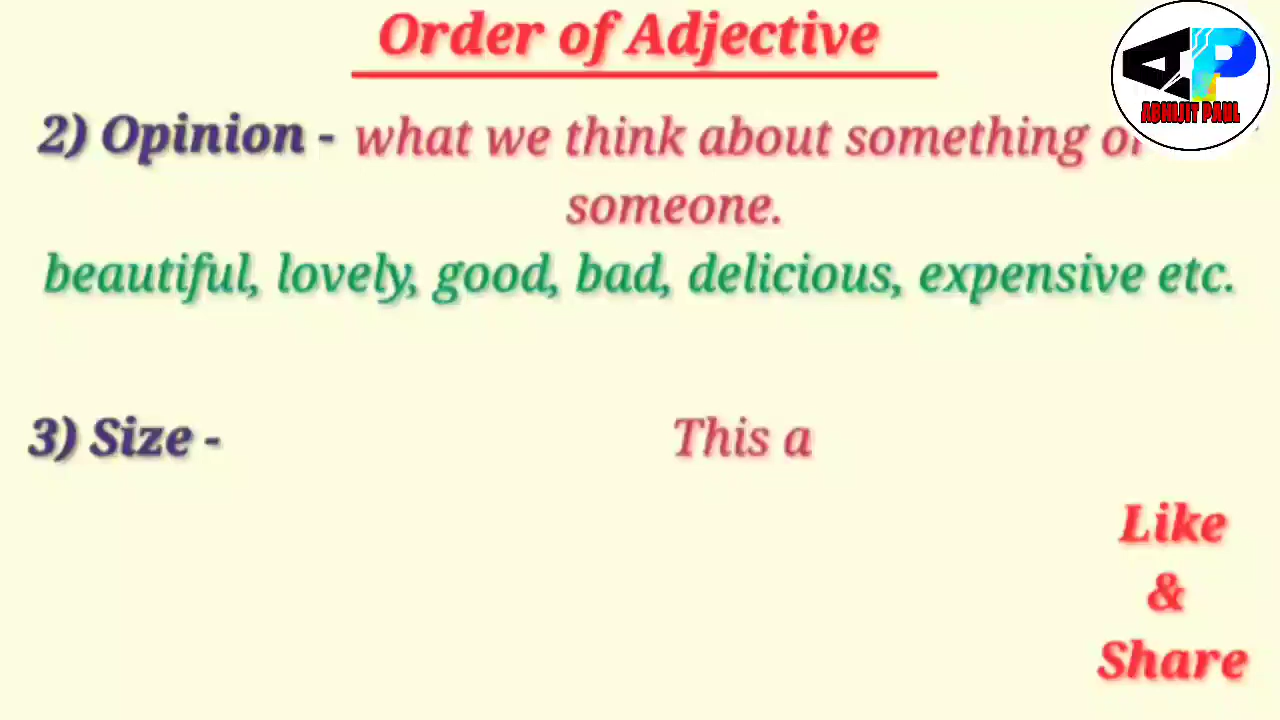 Order of Adjective
AP
ABHIJIT PAUL
2) Opinion - what we think about something or
someone.
beautiful, lovely, good, bad, delicious, expensive etc.
3) Size - This a
Like
&
Share